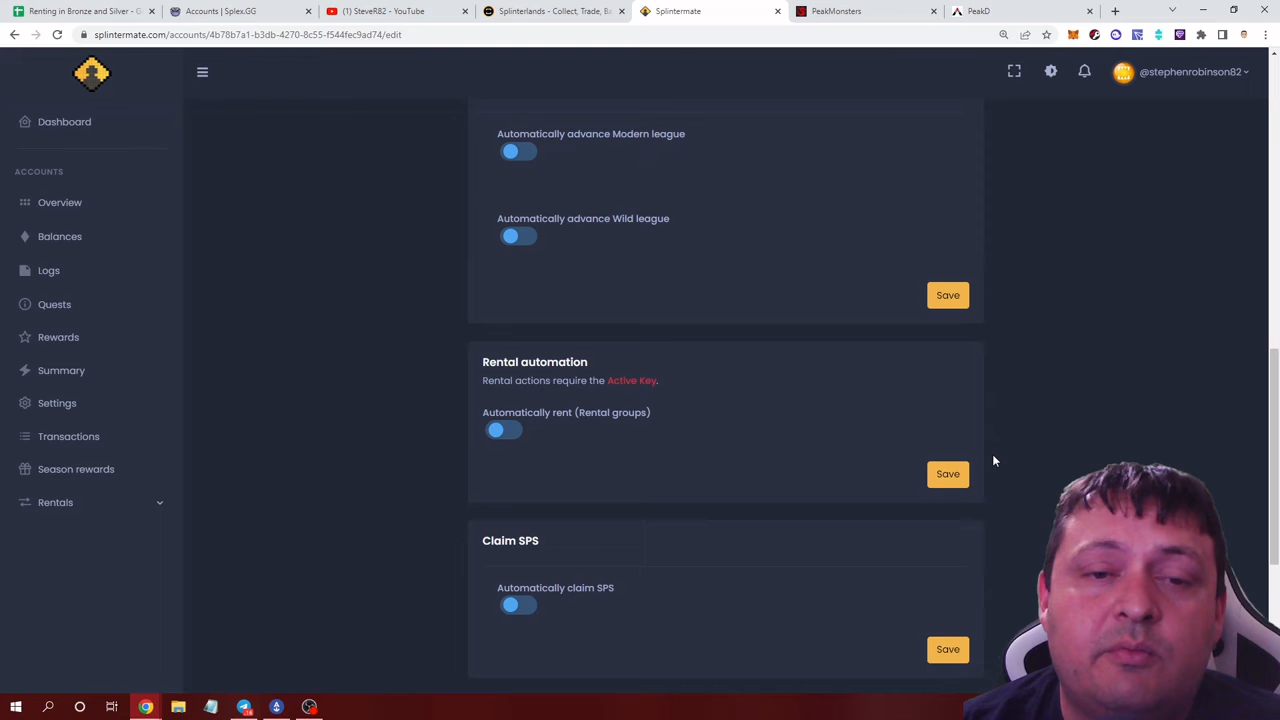 Renting in Bronze and Silver - G
Accounts | Splex.GG
(1) SteveR82 - YouTube
Splinterlands - Collect, Trade, Ba
Splintermate
PeakMonsters
PeakD
splintermate.com/accounts/4b78b7a1-b3db-4270-8c55-f544fec9ad74/edit
@stephenrobinson82
Dashboard
ACCOUNTS
Overview
Balances
Logs
Quests
Rewards
Summary
Settings
Transactions
Season rewards
Rentals
Automatically advance Modern league
Automatically advance Wild league
Save
Rental automation
Rental actions require the Active Key.
Automatically rent (Rental groups)
Save
Claim SPS
Automatically claim SPS
Save